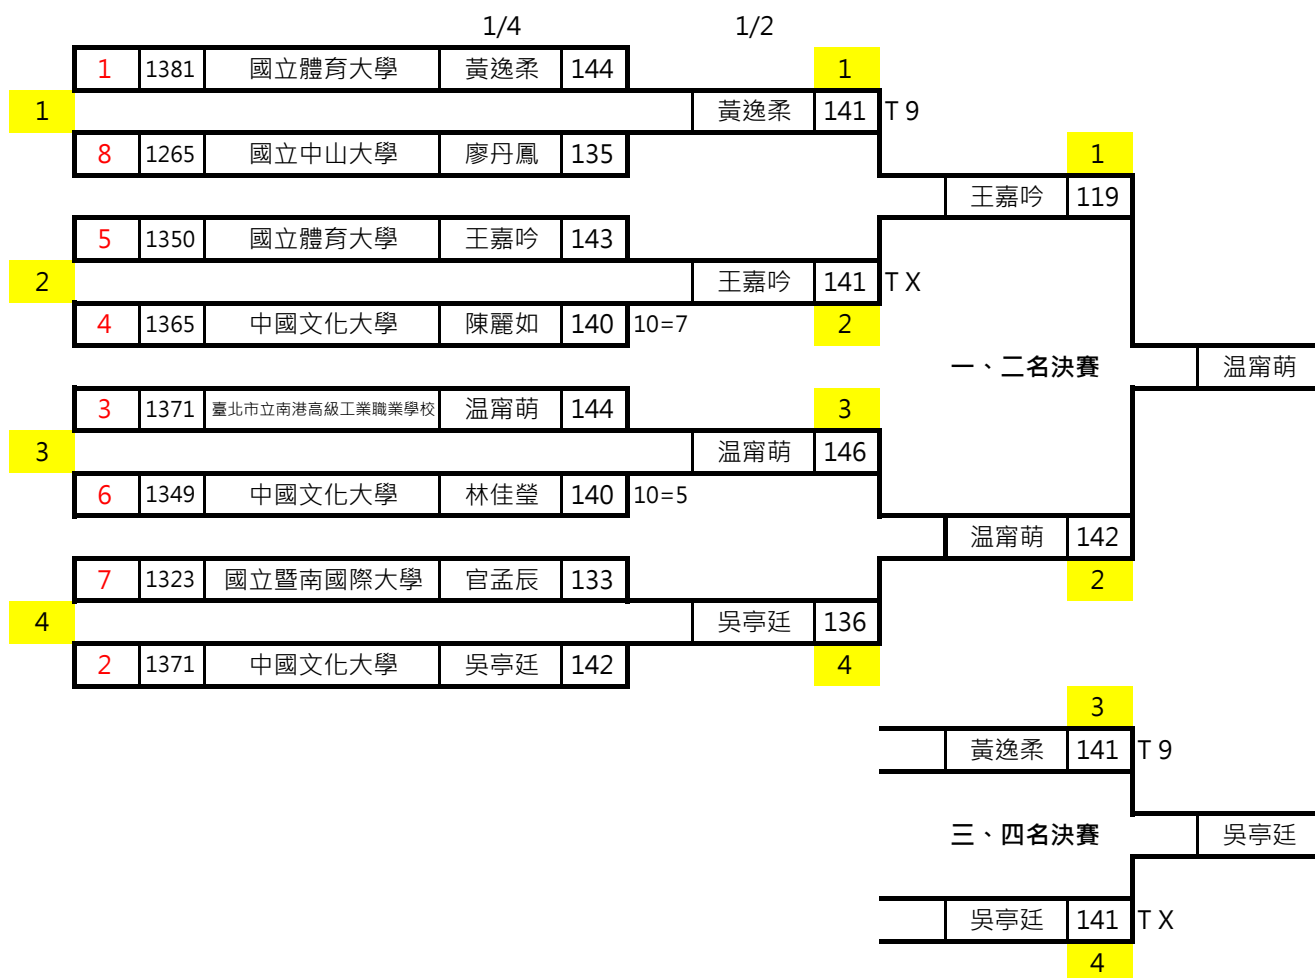 1/4 1/2
1 1381 國立體育大學 黃逸柔 144 1
1 黃逸柔 141 T 9
8 1265 國立中山大學 廖丹鳳 135 1
王嘉吟 119
5 1350 國立體育大學 王嘉吟 143
2 王嘉吟 141 T X
4 1365 中國文化大學 陳麗如 140 10=7 2
一、二名決賽 温甯萌
3 1371 臺北市立南港高級工業職業學校 温甯萌 144 3
3 温甯萌 146
6 1349 中國文化大學 林佳瑩 140 10=5
温甯萌 142
7 1323 國立暨南國際大學 官孟辰 133 2
4 吳亭廷 136
2 1371 中國文化大學 吳亭廷 142 4
3
黃逸柔 141 T 9
三、四名決賽 吳亭廷
吳亭廷 141 T X
4